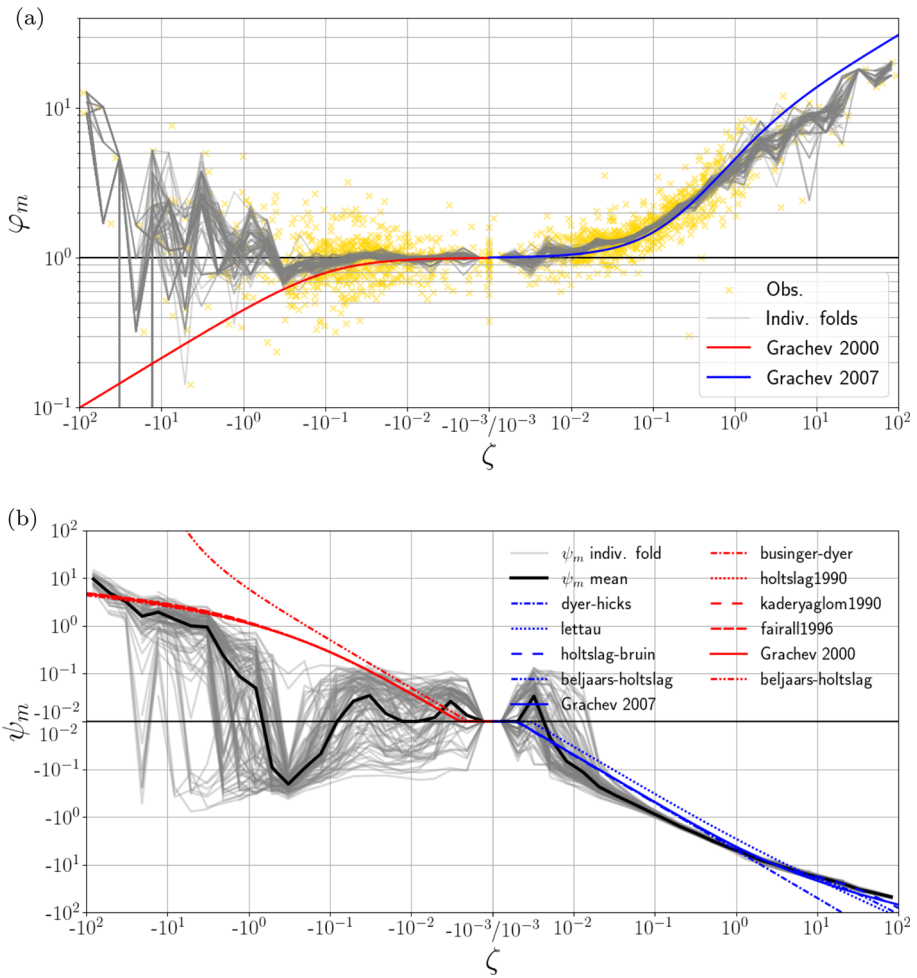 (a)
10¹
10⁰
10⁻¹
φₘ
Obs.
Indiv. folds
Grachev 2000
Grachev 2007
-10² -10¹ -10⁰ -10⁻¹ -10⁻² -10⁻³/10⁻³ 10⁻² 10⁻¹ 10⁰ 10¹ 10²
ζ
(b)
10²
10¹
10⁰
10⁻¹
-10⁻²
10⁻²
-10⁻¹
-10⁰
-10¹
-10²
ψₘ
ψₘ indiv. fold
ψₘ mean
dyer-hicks
lettau
holtslag-bruin
beljaars-holtslag
Grachev 2007
businger-dyer
holtslag1990
kaderyaglom1990
fairall1996
Grachev 2000
beljaars-holtslag
-10² -10¹ -10⁰ -10⁻¹ -10⁻² -10⁻³/10⁻³ 10⁻² 10⁻¹ 10⁰ 10¹ 10²
ζ